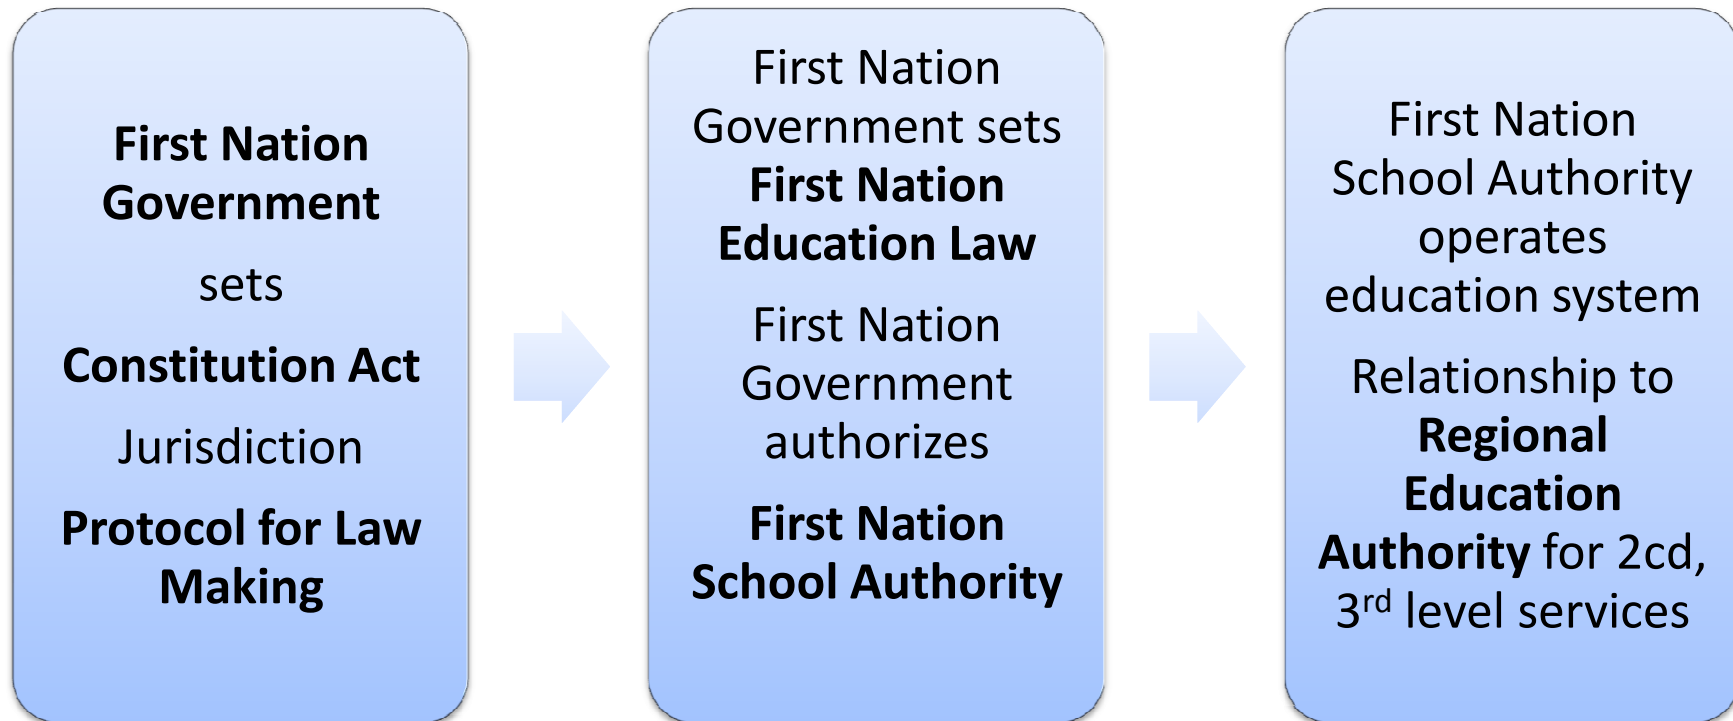 First Nation
Government
sets
Constitution Act
Jurisdiction
Protocol for Law
Making
First Nation
Government sets
First Nation
Education Law
First Nation
Government
authorizes
First Nation
School Authority
First Nation
School Authority
operates
education system
Relationship to
Regional
Education
Authority for 2cd,
3rd level services